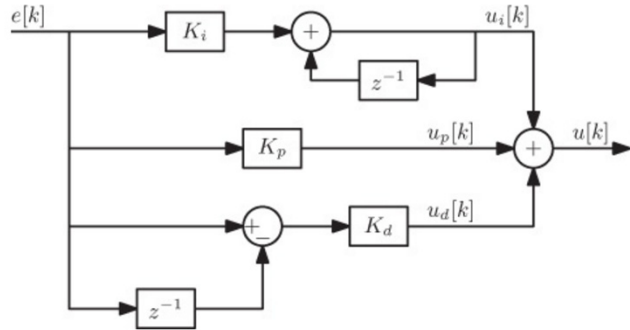 e[k]
K_i
+
u_i[k]
z^{-1}
K_p
u_p[k]
+
u[k]
+
−
K_d
u_d[k]
z^{-1}